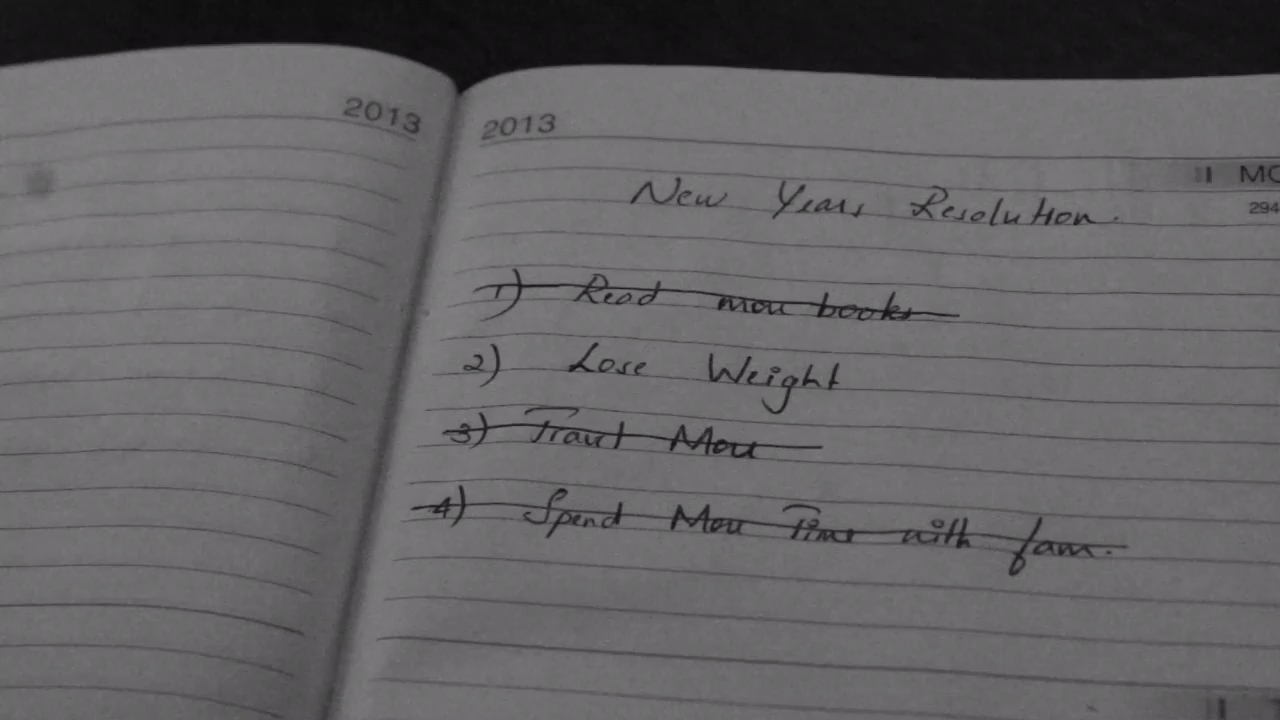 2013
2013
MO
294
New Years Resolution.
1) Read more books
2) Lose Weight
3) Travel More
4) Spend More Time with fam.